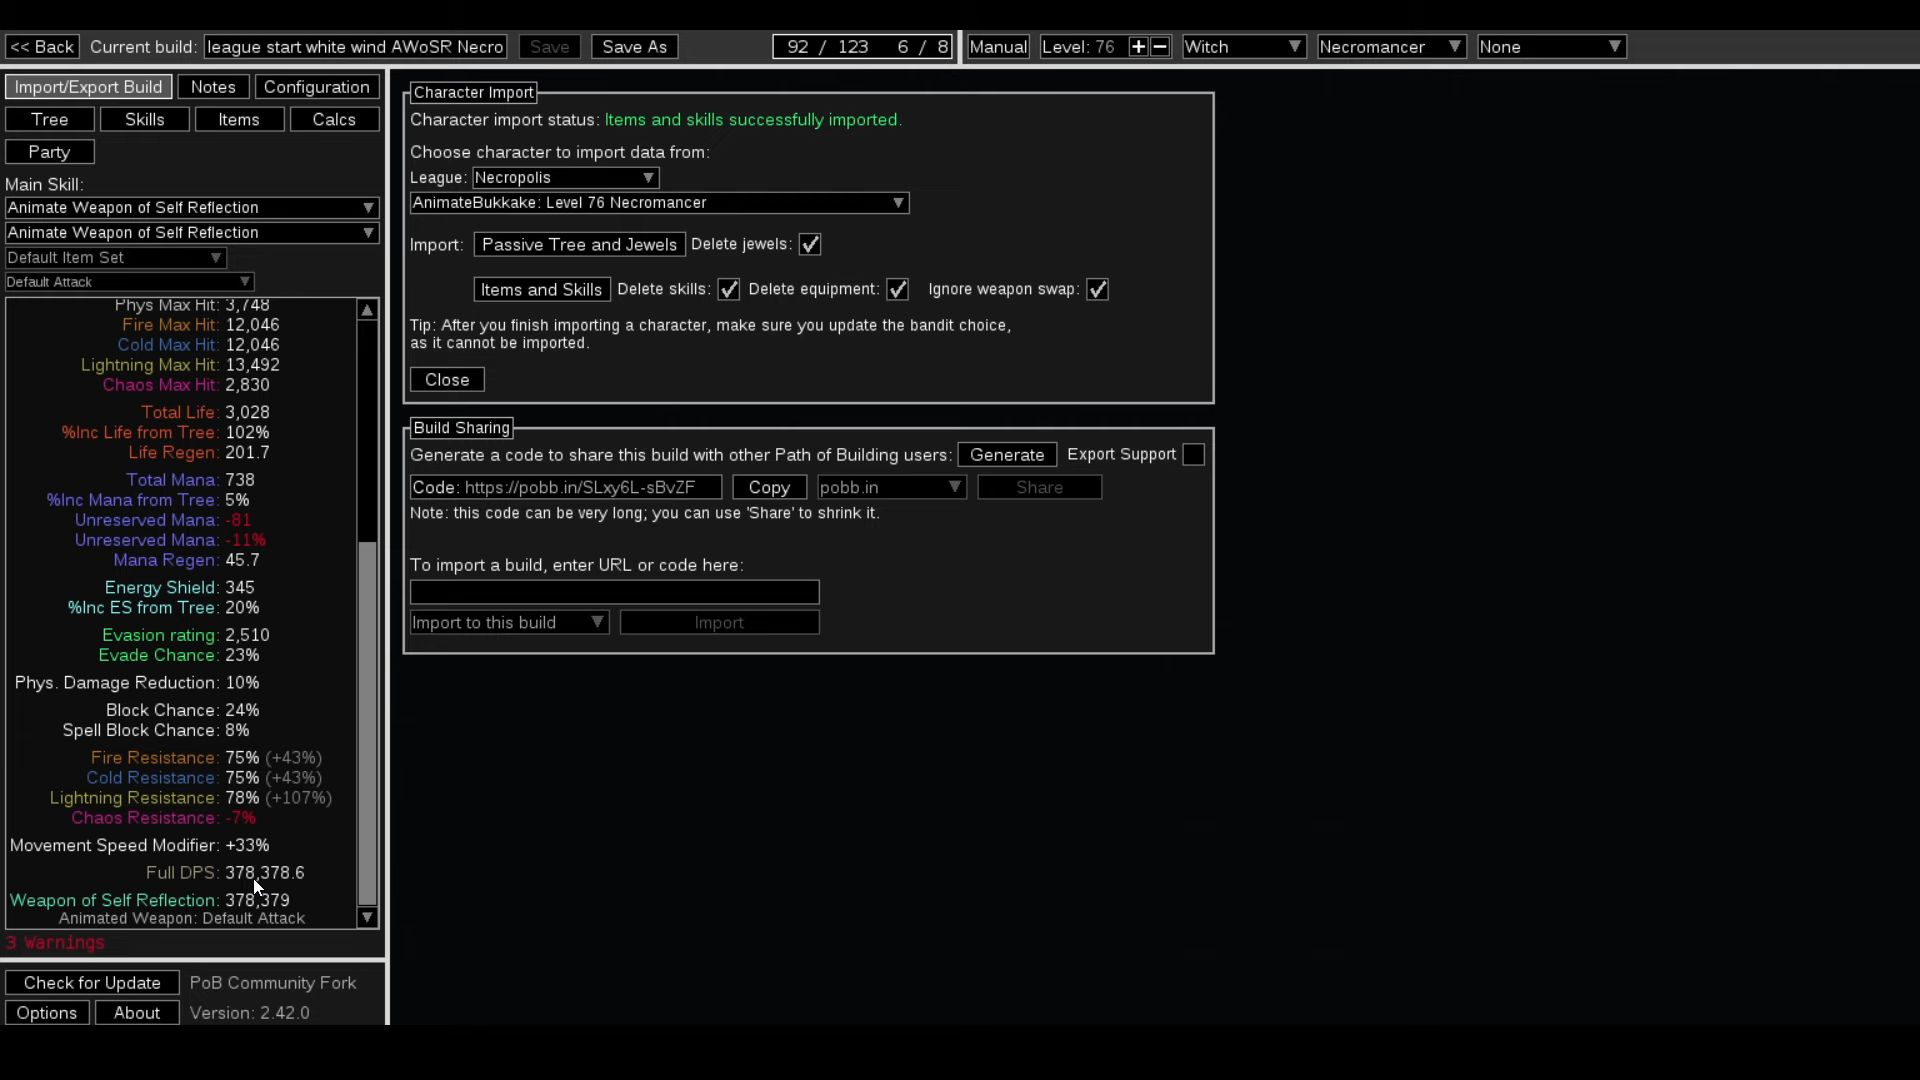 << Back Current build: league start white wind AWoSR Necro Save Save As 92 / 123 6 / 8 Manual Level: 76 + - Witch Necromancer None
Import/Export Build Notes Configuration
Tree Skills Items Calcs
Party
Main Skill:
Animate Weapon of Self Reflection
Animate Weapon of Self Reflection
Default Item Set
Default Attack
Phys Max Hit: 3,748
Fire Max Hit: 12,046
Cold Max Hit: 12,046
Lightning Max Hit: 13,492
Chaos Max Hit: 2,830
Total Life: 3,028
%Inc Life from Tree: 102%
Life Regen: 201.7
Total Mana: 738
%Inc Mana from Tree: 5%
Unreserved Mana: -81
Unreserved Mana: -11%
Mana Regen: 45.7
Energy Shield: 345
%Inc ES from Tree: 20%
Evasion rating: 2,510
Evade Chance: 23%
Phys. Damage Reduction: 10%
Block Chance: 24%
Spell Block Chance: 8%
Fire Resistance: 75% (+43%)
Cold Resistance: 75% (+43%)
Lightning Resistance: 78% (+107%)
Chaos Resistance: -7%
Movement Speed Modifier: +33%
Full DPS: 378,378.6
Weapon of Self Reflection: 378,379
Animated Weapon: Default Attack
3 Warnings
Check for Update PoB Community Fork
Options About Version: 2.42.0
Character Import
Character import status: Items and skills successfully imported.
Choose character to import data from:
League: Necropolis
AnimateBukkake: Level 76 Necromancer
Import: Passive Tree and Jewels Delete jewels:
Items and Skills Delete skills: Delete equipment: Ignore weapon swap:
Tip: After you finish importing a character, make sure you update the bandit choice,
as it cannot be imported.
Close
Build Sharing
Generate a code to share this build with other Path of Building users: Generate Export Support
Code: https://pobb.in/SLxy6L-sBvZF Copy pobb.in Share
Note: this code can be very long; you can use 'Share' to shrink it.
To import a build, enter URL or code here:
Import to this build Import